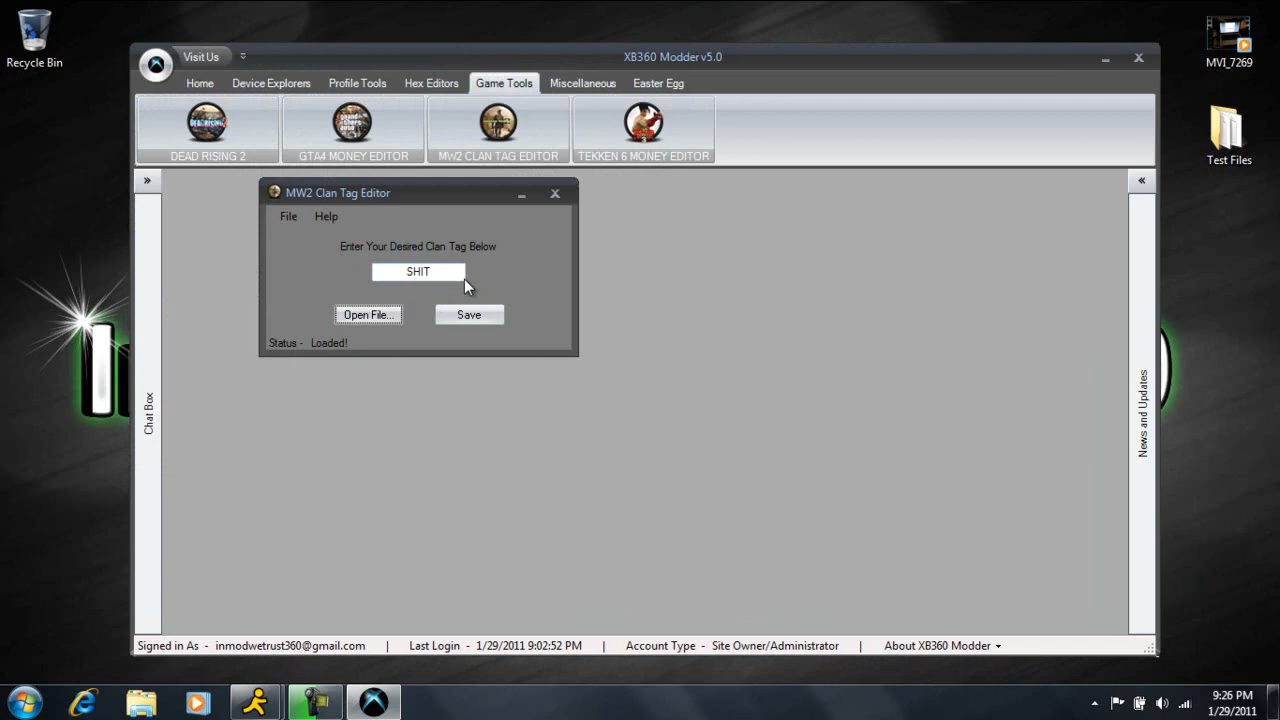 Recycle Bin
MVI_7269
Test Files
Visit Us
XB360 Modder v5.0
Home Device Explorers Profile Tools Hex Editors Game Tools Miscellaneous Easter Egg
DEAD RISING 2 GTA4 MONEY EDITOR MW2 CLAN TAG EDITOR TEKKEN 6 MONEY EDITOR
» «
MW2 Clan Tag Editor
File Help
Enter Your Desired Clan Tag Below
SHIT
Open File... Save
Status - Loaded!
Chat Box
News and Updates
Signed in As - inmodwetrust360@gmail.com | Last Login - 1/29/2011 9:02:52 PM | Account Type - Site Owner/Administrator | About XB360 Modder
9:26 PM
1/29/2011